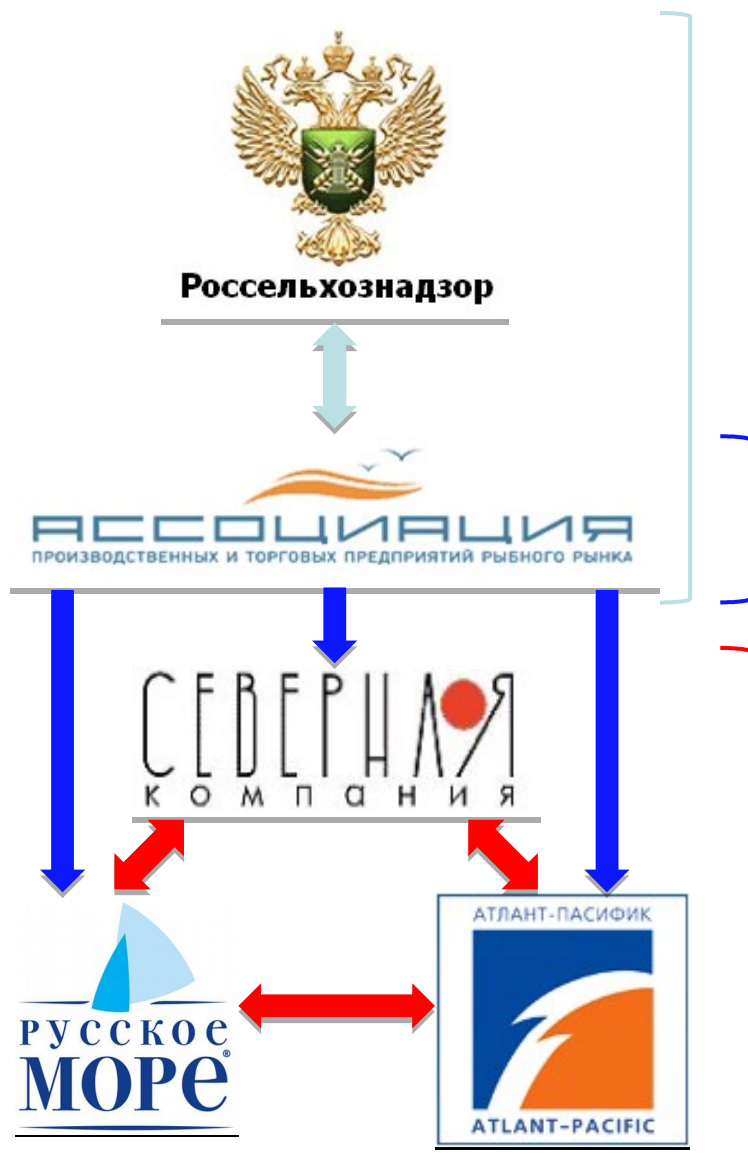 Россельхознадзор
АССОЦИАЦИЯ
ПРОИЗВОДСТВЕННЫХ И ТОРГОВЫХ ПРЕДПРИЯТИЙ РЫБНОГО РЫНКА
СЕВЕРНАЯ
компания
РУССКОЕ
МОРЕ®
АТЛАНТ-ПАСИФИК
ATLANT-PACIFIC